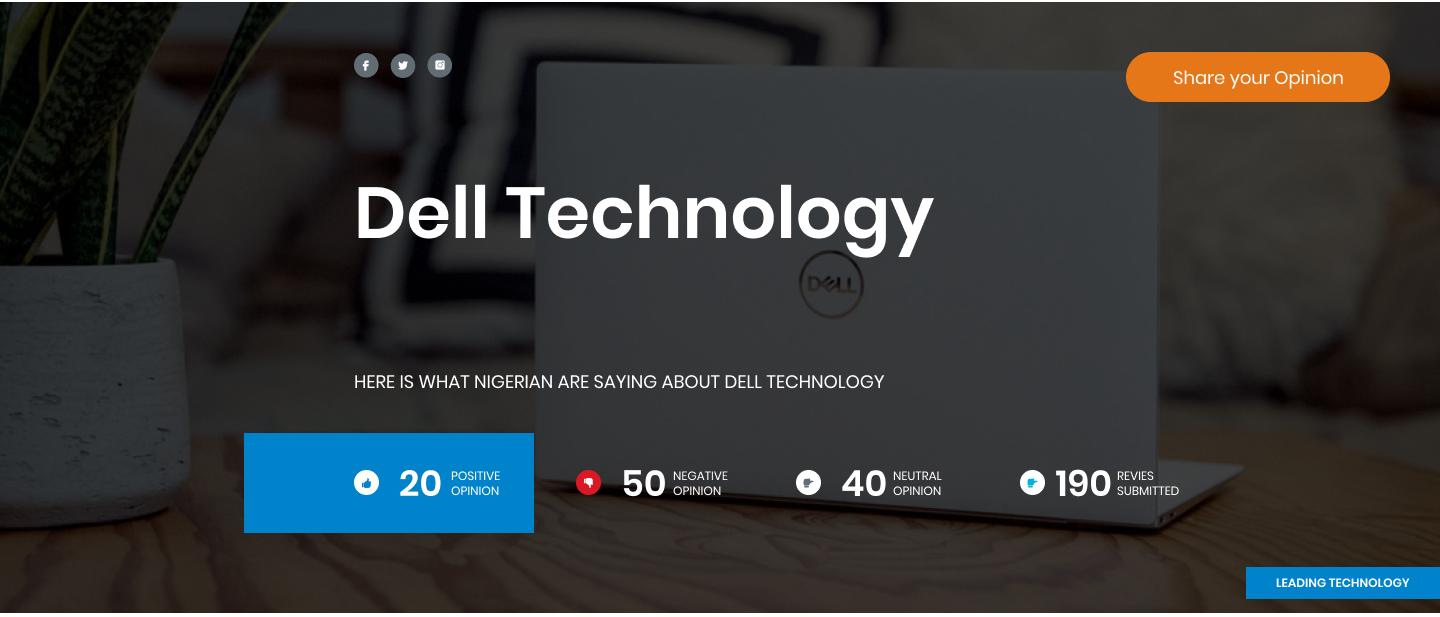 Share your Opinion
Dell Technology
DELL
HERE IS WHAT NIGERIAN ARE SAYING ABOUT DELL TECHNOLOGY
20 POSITIVE
OPINION
50 NEGATIVE
OPINION
40 NEUTRAL
OPINION
190 REVIES
SUBMITTED
LEADING TECHNOLOGY